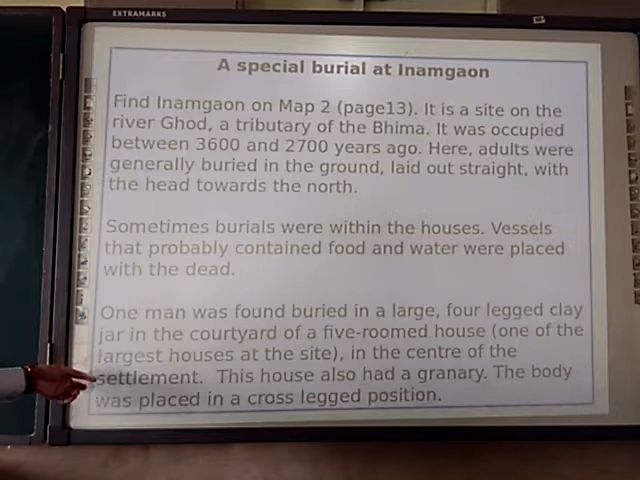 EXTRAMARKS
A special burial at Inamgaon
Find Inamgaon on Map 2 (page13). It is a site on the
river Ghod, a tributary of the Bhima. It was occupied
between 3600 and 2700 years ago. Here, adults were
generally buried in the ground, laid out straight, with
the head towards the north.
Sometimes burials were within the houses. Vessels
that probably contained food and water were placed
with the dead.
One man was found buried in a large, four legged clay
jar in the courtyard of a five-roomed house (one of the
largest houses at the site), in the centre of the
settlement. This house also had a granary. The body
was placed in a cross legged position.